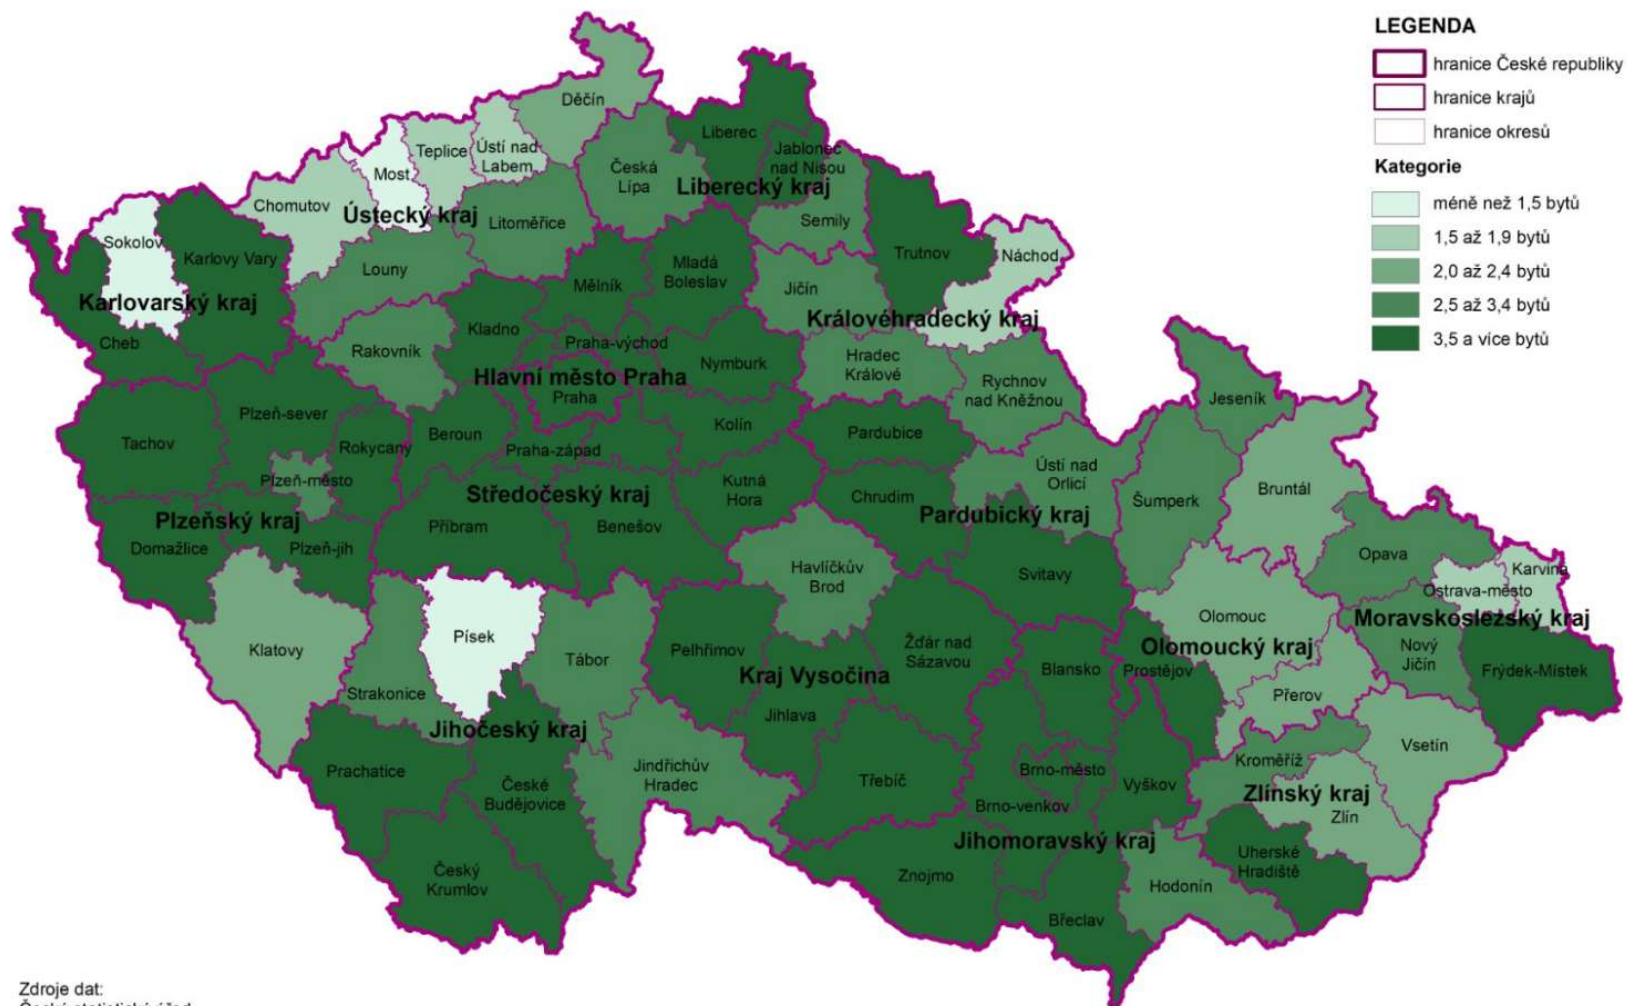 LEGENDA
hranice České republiky
hranice krajů
hranice okresů
Kategorie
méně než 1,5 bytů
1,5 až 1,9 bytů
2,0 až 2,4 bytů
2,5 až 3,4 bytů
3,5 a více bytů
Děčín
Liberec
Jablonec
nad Nisou
Teplice
Ústí nad
Labem
Most
Česká
Lípa
Liberecký kraj
Chomutov
Ústecký kraj
Litoměřice
Semily
Sokolov
Karlovy Vary
Louny
Trutnov
Náchod
Mladá
Boleslav
Mělník
Jičín
Karlovarský kraj
Královéhradecký kraj
Cheb
Kladno
Praha-východ
Rakovník
Nymburk
Hradec
Králové
Hlavní město Praha
Praha
Rychnov
nad Kněžnou
Jeseník
Plzeň-sever
Tachov
Rokycany
Beroun
Praha-západ
Kolín
Pardubice
Plzeň-město
Kutná
Hora
Ústí nad
Orlicí
Středočeský kraj
Chrudim
Šumperk
Bruntál
Plzeňský kraj
Příbram
Benešov
Pardubický kraj
Domažlice
Plzeň-jih
Havlíčkův
Brod
Svitavy
Opava
Karviná
Ostrava-město
Moravskoslezský kraj
Olomouc
Olomoucký kraj
Písek
Klatovy
Tábor
Pelhřimov
Žďár nad
Sázavou
Blansko
Prostějov
Nový
Jičín
Frýdek-Místek
Kraj Vysočina
Strakonice
Přerov
Jihlava
Jihočeský kraj
Vsetín
Prachatice
České
Budějovice
Jindřichův
Hradec
Třebíč
Brno-město
Vyškov
Kroměříž
Brno-venkov
Zlínský kraj
Zlín
Jihomoravský kraj
Český
Krumlov
Znojmo
Uherské
Hradiště
Hodonín
Břeclav
Zdroje dat:
Český statistický úřad